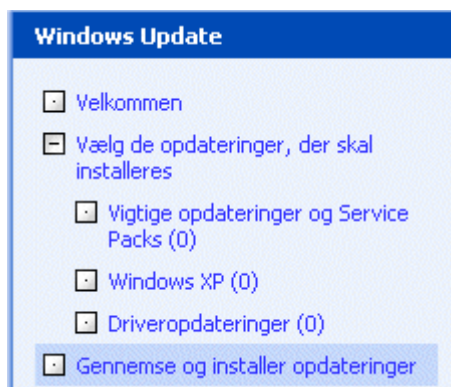 Windows Update
Velkommen
Vælg de opdateringer, der skal
installeres
Vigtige opdateringer og Service
Packs (0)
Windows XP (0)
Driveropdateringer (0)
Gennemse og installer opdateringer